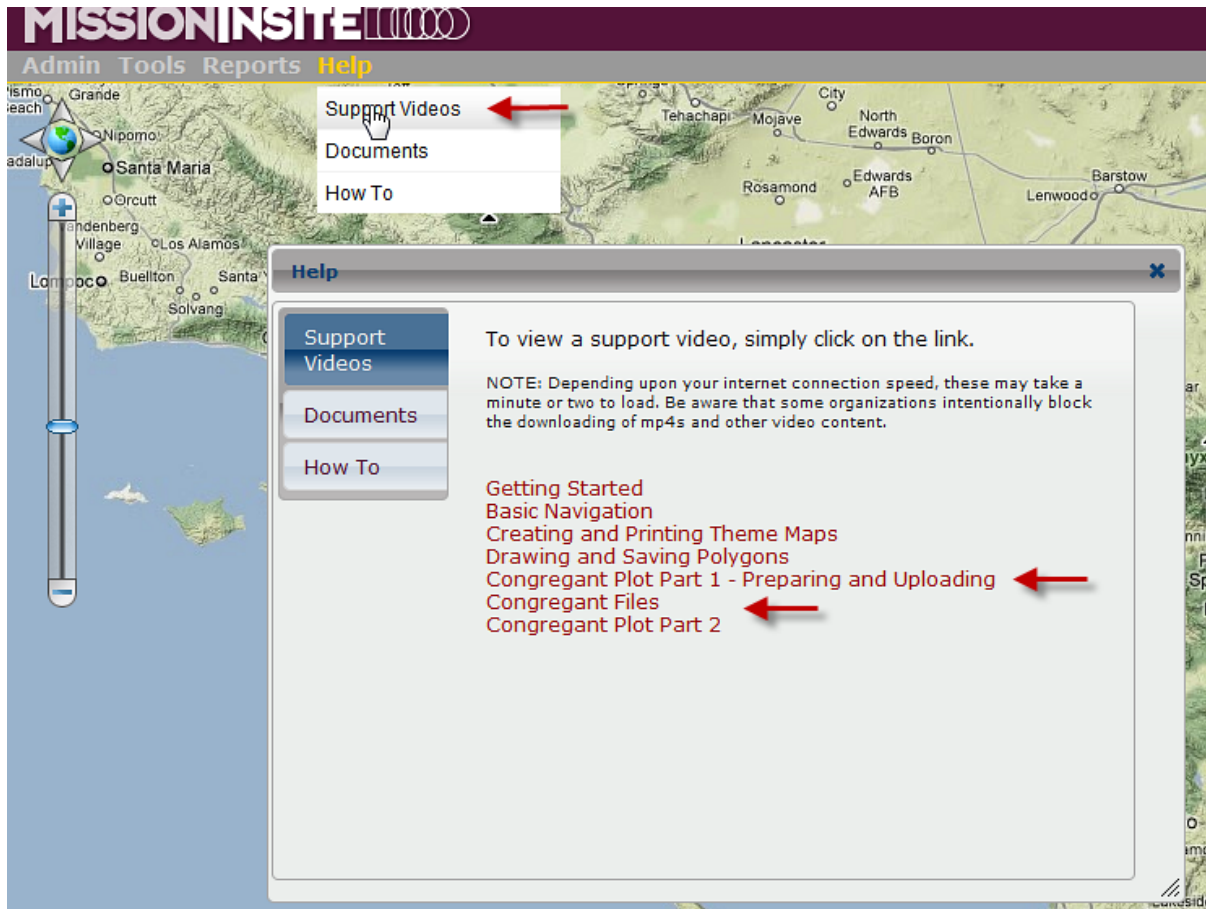 MISSIONINSITE
Admin Tools Reports Help
Support Videos
Documents
How To
Grande
Nipomo
Santa Maria
Orcutt
Village
Los Alamos
Buellton
Santa
Solvang
City
Tehachapi
Mojave
North
Edwards
Boron
Rosamond
Edwards
AFB
Barstow
Lenwood
Help
Support
Videos
Documents
How To
To view a support video, simply click on the link.
NOTE: Depending upon your internet connection speed, these may take a
minute or two to load. Be aware that some organizations intentionally block
the downloading of mp4s and other video content.
Getting Started
Basic Navigation
Creating and Printing Theme Maps
Drawing and Saving Polygons
Congregant Plot Part 1 - Preparing and Uploading
Congregant Files
Congregant Plot Part 2